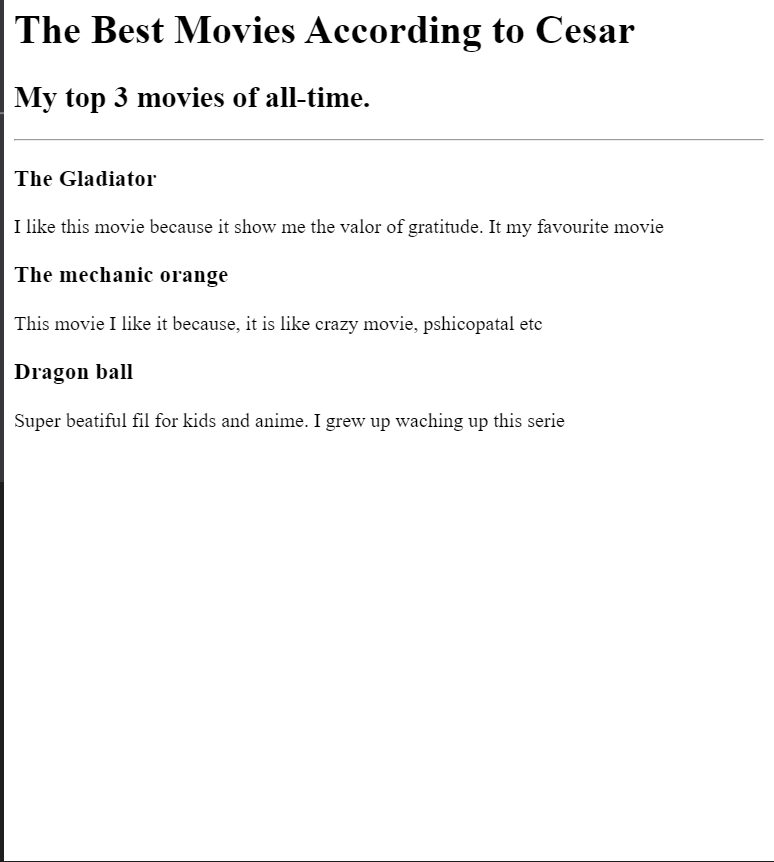 The Best Movies According to Cesar
My top 3 movies of all-time.
The Gladiator
I like this movie because it show me the valor of gratitude. It my favourite movie
The mechanic orange
This movie I like it because, it is like crazy movie, pshicopatal etc
Dragon ball
Super beatiful fil for kids and anime. I grew up waching up this serie